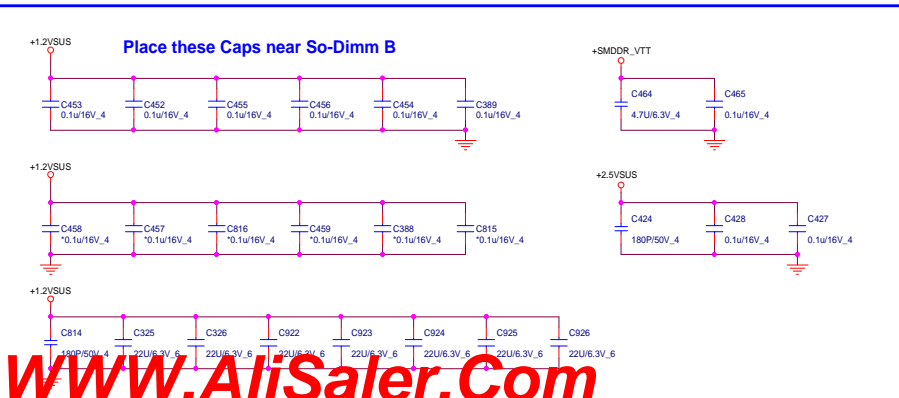 Place these Caps near So-Dimm B
+1.2VSUS
C453
0.1u/16V_4
C452
0.1u/16V_4
C455
0.1u/16V_4
C456
0.1u/16V_4
C454
0.1u/16V_4
C389
0.1u/16V_4
+SMDDR_VTT
C464
4.7U/6.3V_4
C465
0.1u/16V_4
+1.2VSUS
C458
*0.1u/16V_4
C457
*0.1u/16V_4
C816
*0.1u/16V_4
C459
*0.1u/16V_4
C388
*0.1u/16V_4
C815
*0.1u/16V_4
+2.5VSUS
C424
180P/50V_4
C428
0.1u/16V_4
C427
0.1u/16V_4
+1.2VSUS
C814
180P/50V_4
C325
22U/6.3V_6
C326
22U/6.3V_6
C922
22U/6.3V_6
C923
22U/6.3V_6
C924
22U/6.3V_6
C925
22U/6.3V_6
C926
22U/6.3V_6
WWW.AliSaler.Com